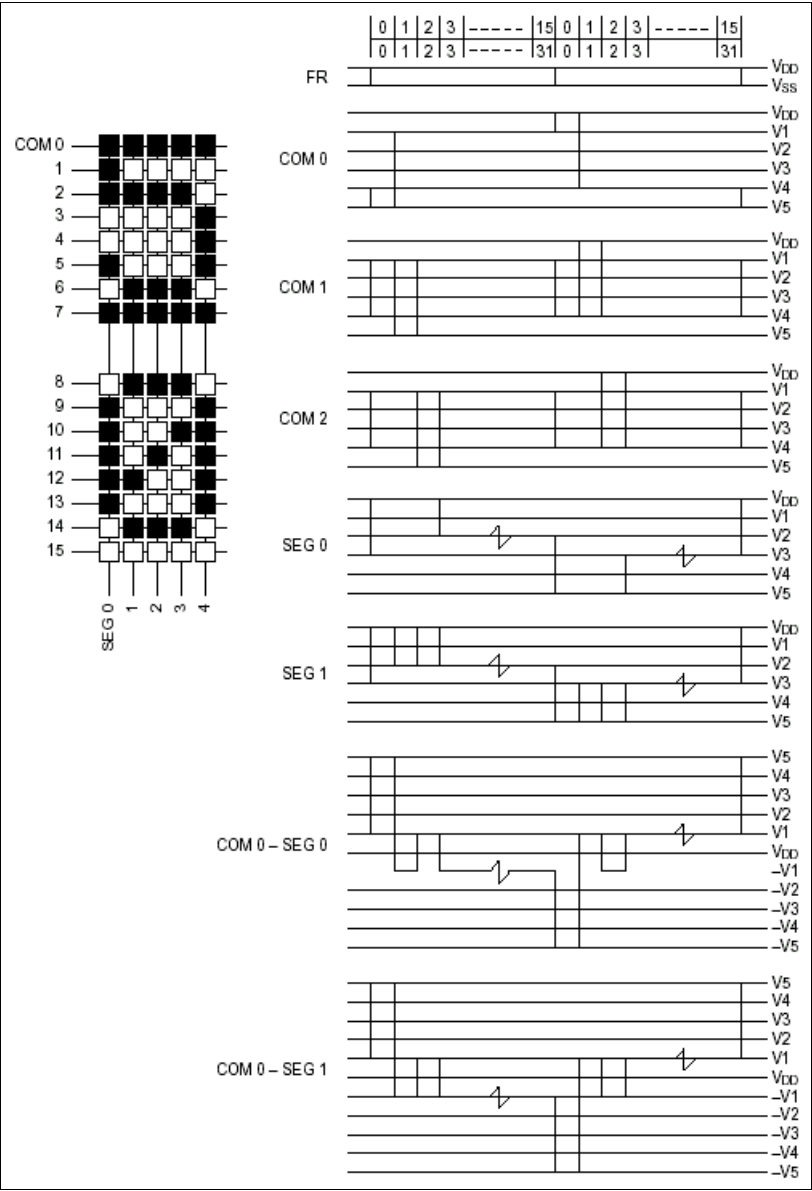 0 1 2 3 ----- 15 0 1 2 3 ----- 15
0 1 2 3 ----- 31 0 1 2 3 31
FR
VDD
VSS
COM 0
1
2
3
4
5
6
7
8
9
10
11
12
13
14
15
SEG 0
1
2
3
4
COM 0
VDD
V1
V2
V3
V4
V5
COM 1
VDD
V1
V2
V3
V4
V5
COM 2
VDD
V1
V2
V3
V4
V5
SEG 0
VDD
V1
V2
V3
V4
V5
SEG 1
VDD
V1
V2
V3
V4
V5
COM 0 – SEG 0
V5
V4
V3
V2
V1
VDD
–V1
–V2
–V3
–V4
–V5
COM 0 – SEG 1
V5
V4
V3
V2
V1
VDD
–V1
–V2
–V3
–V4
–V5